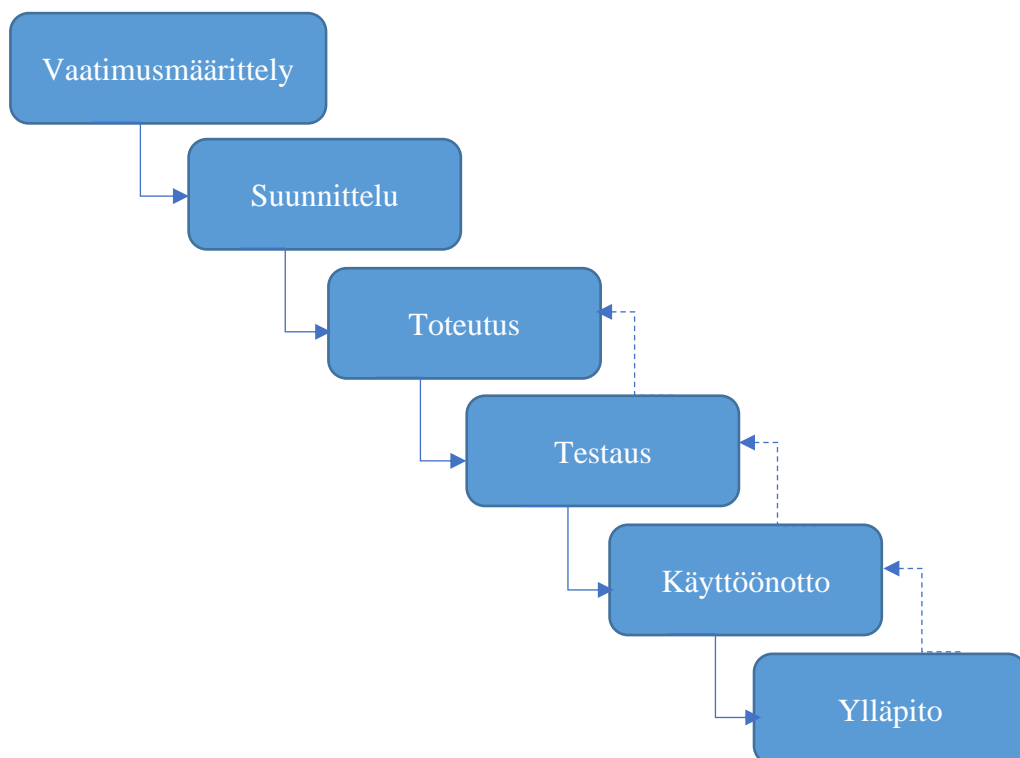 Vaatimusmäärittely
Suunnittelu
Toteutus
Testaus
Käyttöönotto
Ylläpito